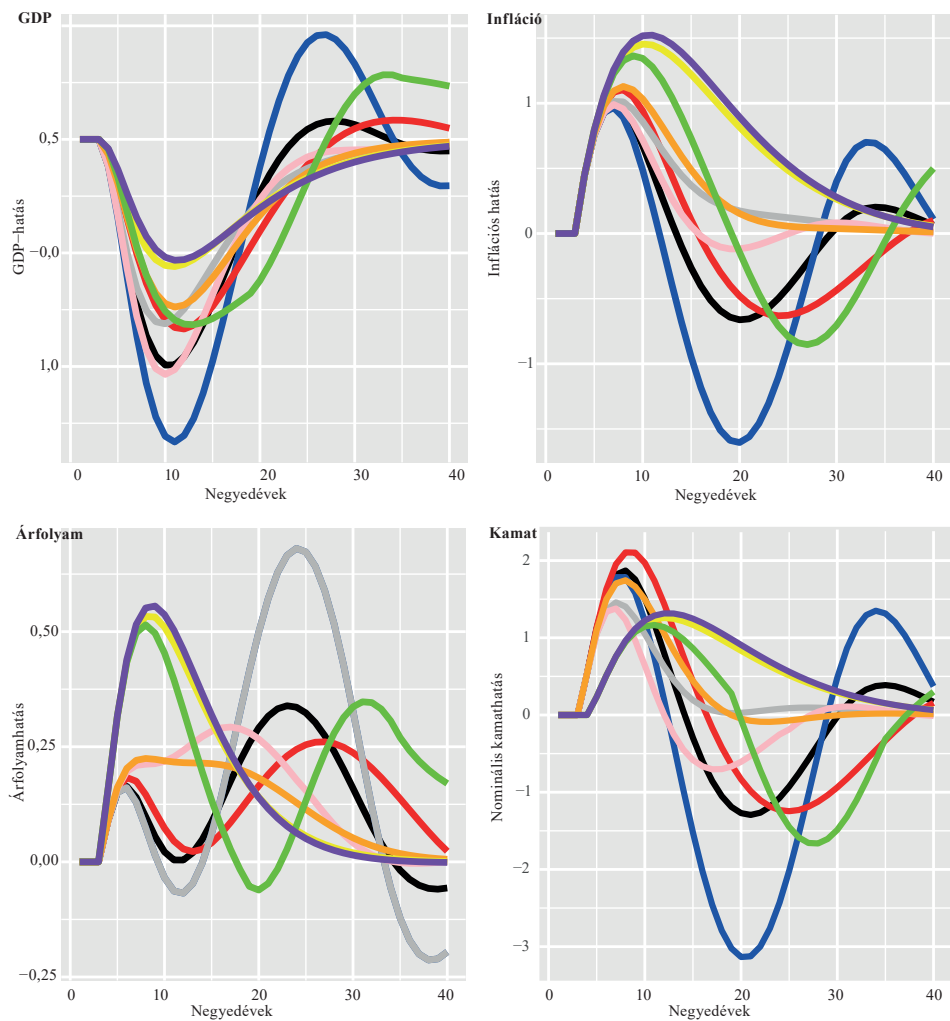 GDP
GDP–hatás
0,5
–0,0
1,0
0 10 20 30 40
Negyedévek
Infláció
Inflációs hatás
1
0
–1
0 10 20 30 40
Negyedévek
Árfolyam
Árfolyamhatás
0,50
0,25
0,00
–0,25
0 10 20 30 40
Negyedévek
Kamat
Nominális kamathatás
2
1
0
–1
–2
–3
0 10 20 30 40
Negyedévek